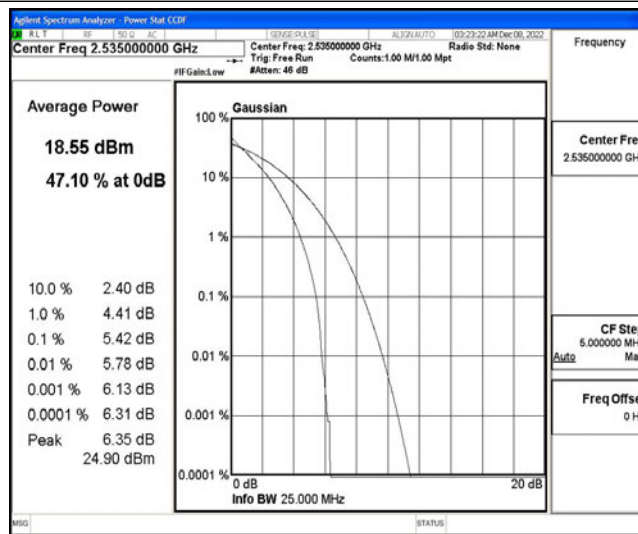 Agilent Spectrum Analyzer - Power Stat CCDF
RLT RF 50 Ω AC SENSE:PULSE ALIGN AUTO 03:23:22 AM Dec 08, 2022
Center Freq 2.535000000 GHz
Center Freq: 2.535000000 GHz Radio Std: None
Trig: Free Run Counts:1.00 M/1.00 Mpt
#IFGain:Low #Atten: 46 dB
Frequency
Average Power
18.55 dBm
47.10 % at 0dB
10.0 % 2.40 dB
1.0 % 4.41 dB
0.1 % 5.42 dB
0.01 % 5.78 dB
0.001 % 6.13 dB
0.0001 % 6.31 dB
Peak 6.35 dB
24.90 dBm
Gaussian
100 %
10 %
1 %
0.1 %
0.01 %
0.001 %
0.0001 %
0 dB 20 dB
Info BW 25.000 MHz
Center Fre
2.535000000 GH
CF Ste
5.000000 MH
Auto Ma
Freq Offse
0 H
MSG STATUS